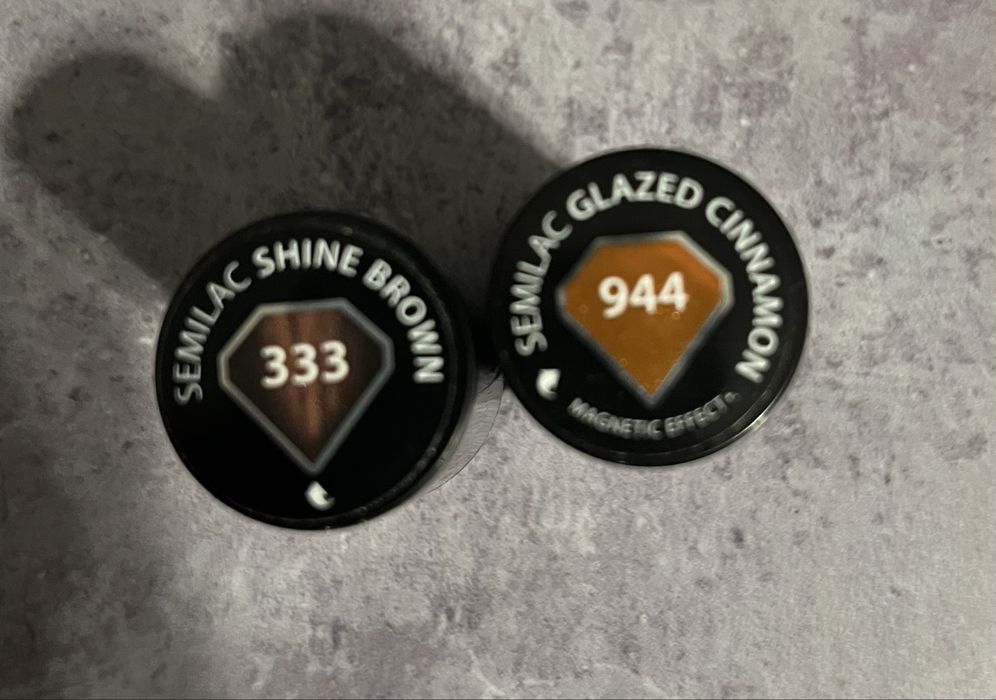 SEMILAC SHINE BROWN
333
SEMILAC GLAZED CINNAMON
944
MAGNETIC EFFECT